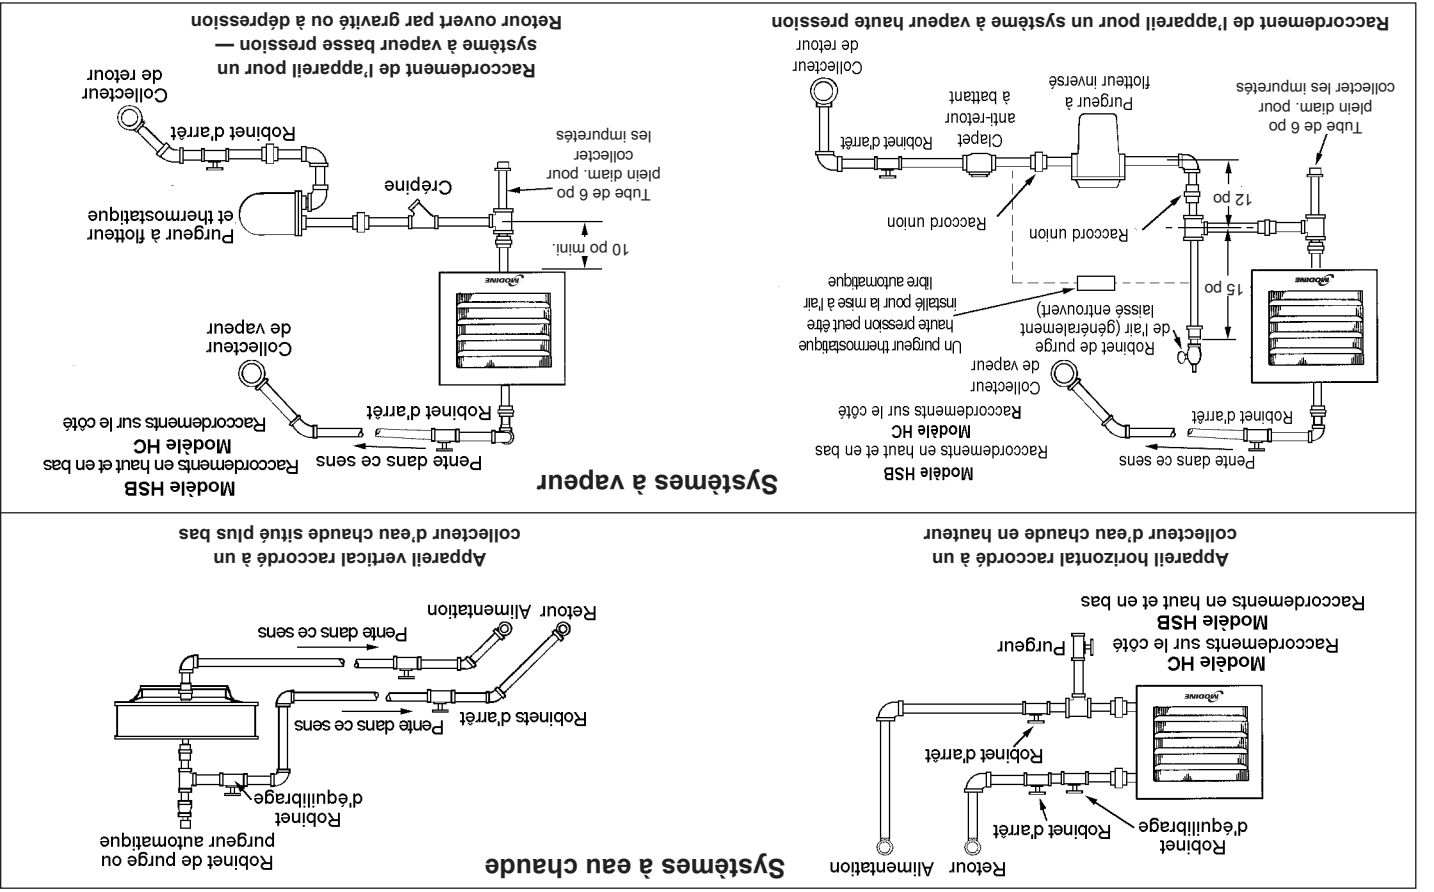 Systèmes à eau chaude
Retour
Alimentation
Robinet
d'équilibrage
Robinet d'arrêt
Robinet d'arrêt
MODINE
Purgeur
Modèle HC
Raccordements sur le côté
Modèle HSB
Raccordements en haut et en bas
Appareil horizontal raccordé à un
collecteur d'eau chaude en hauteur
Robinet de purge ou
purgeur automatique
Robinet
d'équilibrage
Robinets d'arrêt
Pente dans ce sens
Pente dans ce sens
Retour
Alimentation
Appareil vertical raccordé à un
collecteur d'eau chaude situé plus bas
Systèmes à vapeur
Modèle HSB
Raccordements en haut et en bas
Modèle HC
Raccordements sur le côté
Pente dans ce sens
Robinet d'arrêt
Collecteur
de vapeur
MODINE
Robinet de purge
de l'air (généralement
laissé entrouvert)
Un purgeur thermostatique
haute pression peut être
installé pour la mise à l'air
libre automatique
15 po
12 po
Raccord union
Raccord union
Tube de 6 po
plein diam. pour
collecter les impuretés
Purgeur à
flotteur inversé
Clapet
anti-retour
à battant
Robinet d'arrêt
Collecteur
de retour
Raccordement de l'appareil pour un système à vapeur haute pression
Modèle HSB
Raccordements en haut et en bas
Modèle HC
Raccordements sur le côté
Pente dans ce sens
Robinet d'arrêt
Collecteur
de vapeur
MODINE
10 po mini.
Tube de 6 po
plein diam. pour
collecter
les impuretés
Crépine
Purgeur à flotteur
et thermostatique
Robinet d'arrêt
Collecteur
de retour
Raccordement de l'appareil pour un
système à vapeur basse pression —
Retour ouvert par gravité ou à dépression